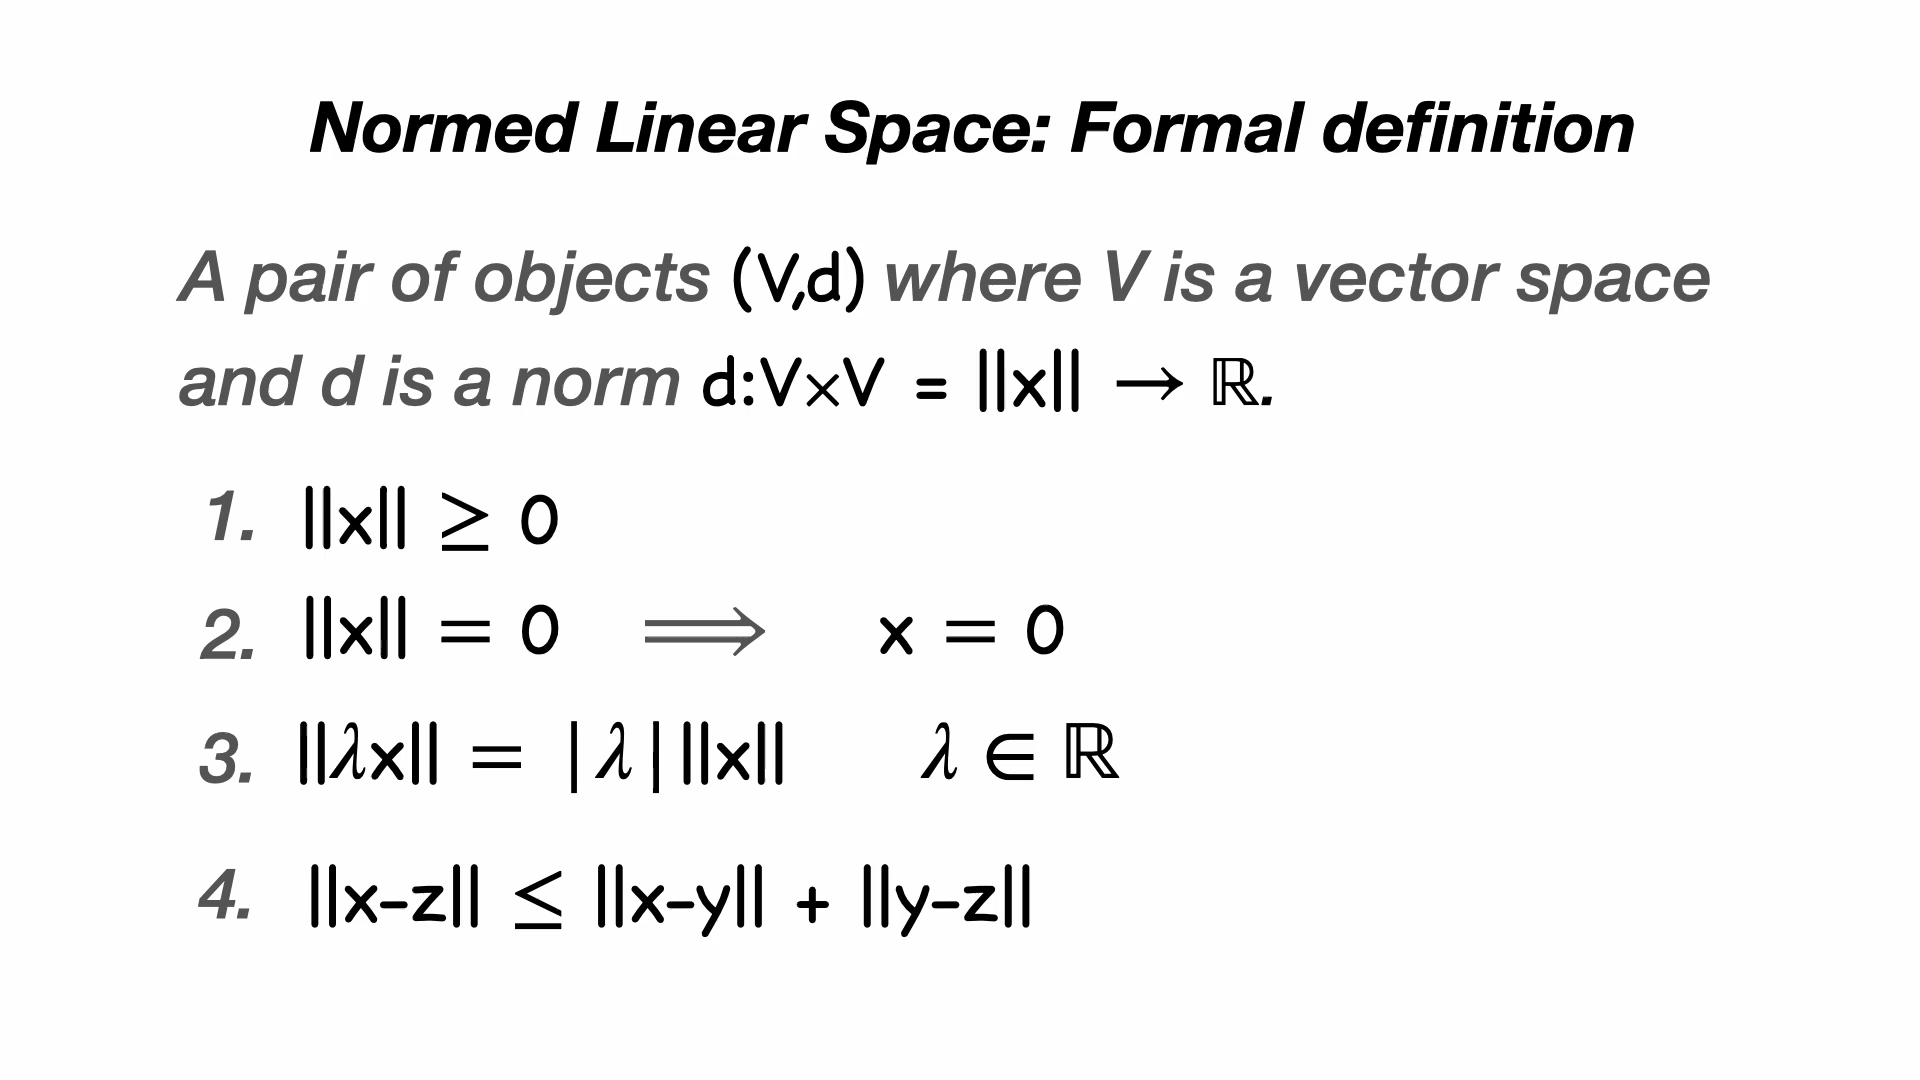 Normed Linear Space: Formal definition
A pair of objects (V,d) where V is a vector space
and d is a norm d:V×V = ||x|| → ℝ.
1. ||x|| ≥ 0
2. ||x|| = 0 ⟹ x = 0
3. ||λx|| = |λ|||x|| λ ∈ ℝ
4. ||x-z|| ≤ ||x-y|| + ||y-z||